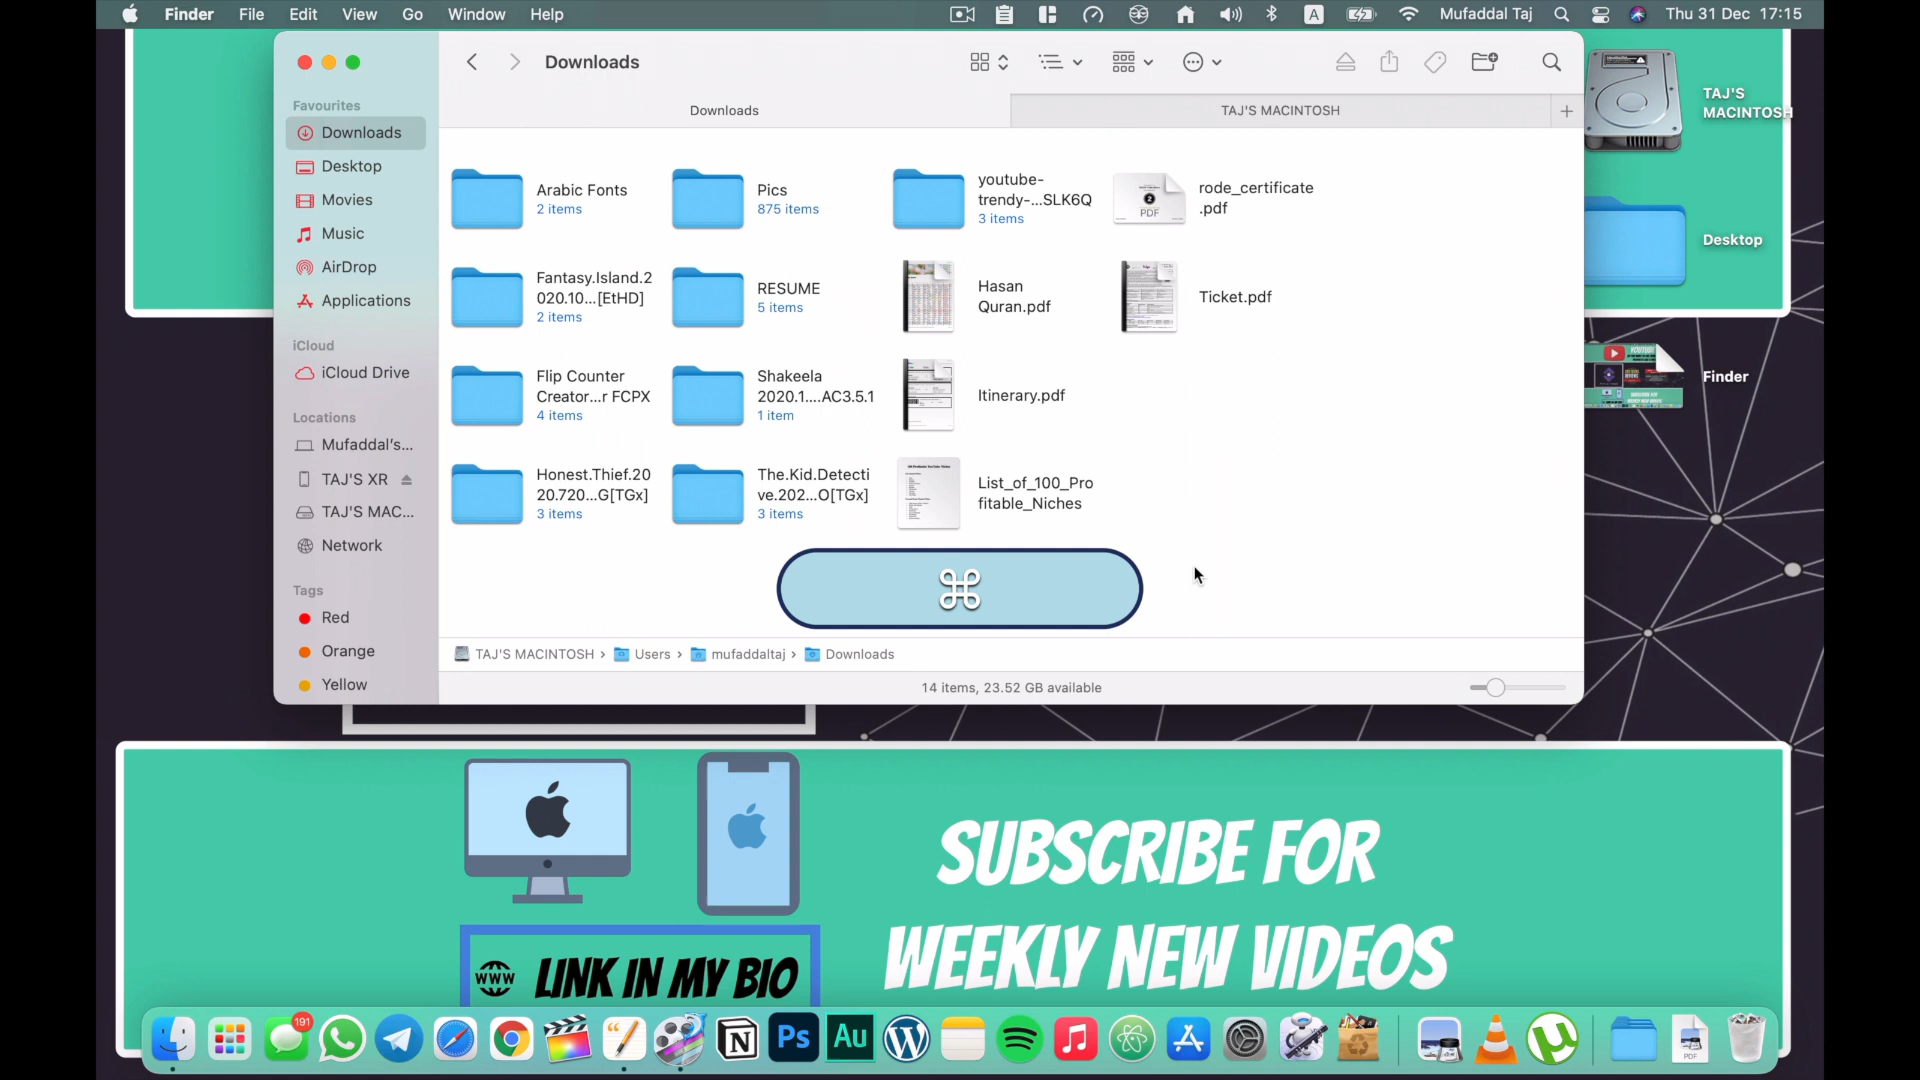 Finder File Edit View Go Window Help
A
Mufaddal Taj
Thu 31 Dec 17:15
Downloads
Downloads
TAJ'S MACINTOSH
+
Favourites
Downloads
Desktop
Movies
Music
AirDrop
Applications
iCloud
iCloud Drive
Locations
Mufaddal's...
TAJ'S XR
TAJ'S MAC...
Network
Tags
Red
Orange
Yellow
Arabic Fonts
2 items
Pics
875 items
youtube-
trendy-...SLK6Q
3 items
PDF
rode_certificate
.pdf
Fantasy.Island.2
020.10...[EtHD]
2 items
RESUME
5 items
Hasan
Quran.pdf
Ticket.pdf
Flip Counter
Creator...r FCPX
4 items
Shakeela
2020.1....AC3.5.1
1 item
Itinerary.pdf
Honest.Thief.20
20.720...G[TGx]
3 items
The.Kid.Detecti
ve.202...O[TGx]
3 items
List_of_100_Pro
fitable_Niches
⌘
TAJ'S MACINTOSH › Users › mufaddaltaj › Downloads
14 items, 23.52 GB available
TAJ'S
MACINTOSH
Desktop
Finder
SUBSCRIBE FOR
WEEKLY NEW VIDEOS
WWW
LINK IN MY BIO
191
Ps
Au
PDF